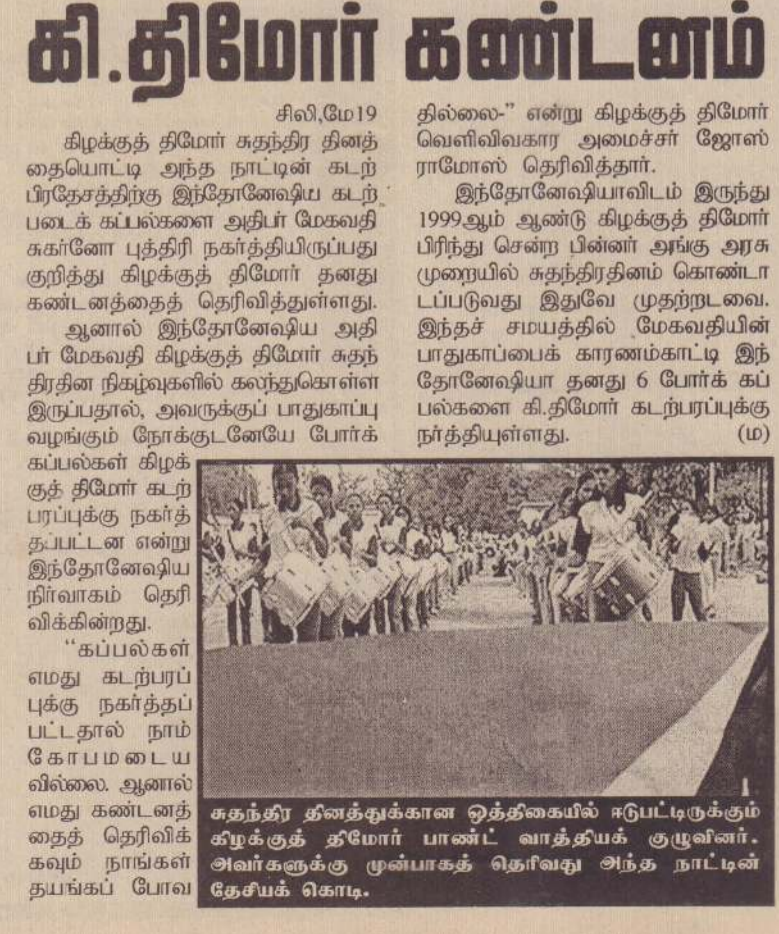 கி.திமோர் கண்டனம்
சிலி,மே19
கிழக்குத் திமோர் சுதந்திர தினத்
தையொட்டி அந்த நாட்டின் கடற்
பிரதேசத்திற்கு இந்தோனேஷிய கடற்
படைக் கப்பல்களை அதிபர் மேகவதி
சுகர்னோ புத்திரி நகர்த்தியிருப்பது
குறித்து கிழக்குத் திமோர் தனது
கண்டனத்தைத் தெரிவித்துள்ளது.
ஆனால் இந்தோனேஷிய அதி
பர் மேகவதி கிழக்குத் திமோர் சுதந்
திரதின நிகழ்வுகளில் கலந்துகொள்ள
இருப்பதால், அவருக்குப் பாதுகாப்பு
வழங்கும் நோக்குடனேயே போர்க்
கப்பல்கள் கிழக்
குத் திமோர் கடற்
பரப்புக்கு நகர்த்
தப்பட்டன என்று
இந்தோனேஷிய
நிர்வாகம் தெரி
விக்கின்றது.
“கப்பல்கள்
எமது கடற்பரப்
புக்கு நகர்த்தப்
பட்டதால் நாம்
கோபமடைய
வில்லை. ஆனால்
எமது கண்டனத்
தைத் தெரிவிக்
கவும் நாங்கள்
தயங்கப் போவ
தில்லை-” என்று கிழக்குத் திமோர்
வெளிவிவகார அமைச்சர் ஜோஸ்
ராமோஸ் தெரிவித்தார்.
இந்தோனேஷியாவிடம் இருந்து
1999ஆம் ஆண்டு கிழக்குத் திமோர்
பிரிந்து சென்ற பின்னர் அங்கு அரசு
முறையில் சுதந்திரதினம் கொண்டா
டப்படுவது இதுவே முதற்றடவை.
இந்தச் சமயத்தில் மேகவதியின்
பாதுகாப்பைக் காரணம்காட்டி இந்
தோனேஷியா தனது 6 போர்க் கப்
பல்களை கி.திமோர் கடற்பரப்புக்கு
நர்த்தியுள்ளது. (ம)
சுதந்திர தினத்துக்கான ஒத்திகையில் ஈடுபட்டிருக்கும்
கிழக்குத் திமோர் பாண்ட் வாத்தியக் குழுவினர்.
அவர்களுக்கு முன்பாகத் தெரிவது அந்த நாட்டின்
தேசியக் கொடி.